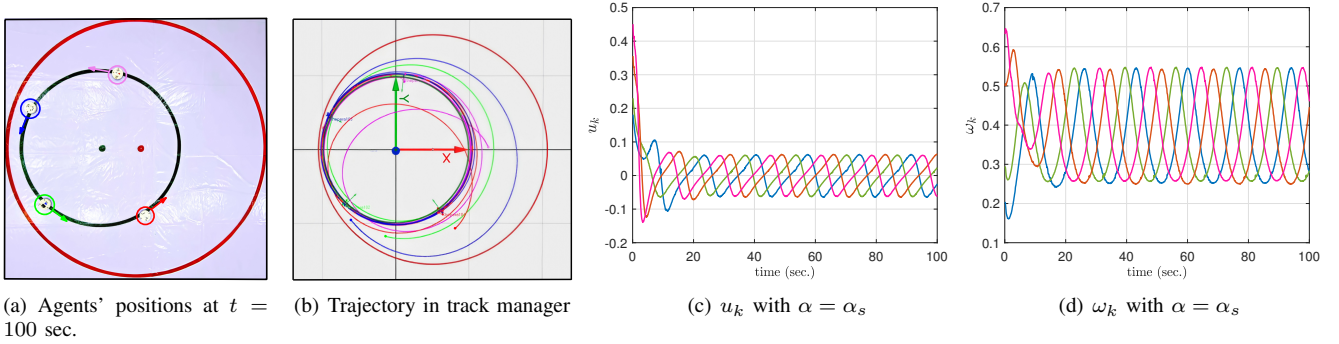 Y
X
0.5
0.4
0.3
0.2
0.1
0
-0.1
-0.2
u_k
0 20 40 60 80 100
time (sec.)
0.7
0.6
0.5
0.4
0.3
0.2
0.1
ω_k
0 20 40 60 80 100
time (sec.)
(a) Agents' positions at t =
100 sec.
(b) Trajectory in track manager
(c) u_k with α = α_s
(d) ω_k with α = α_s